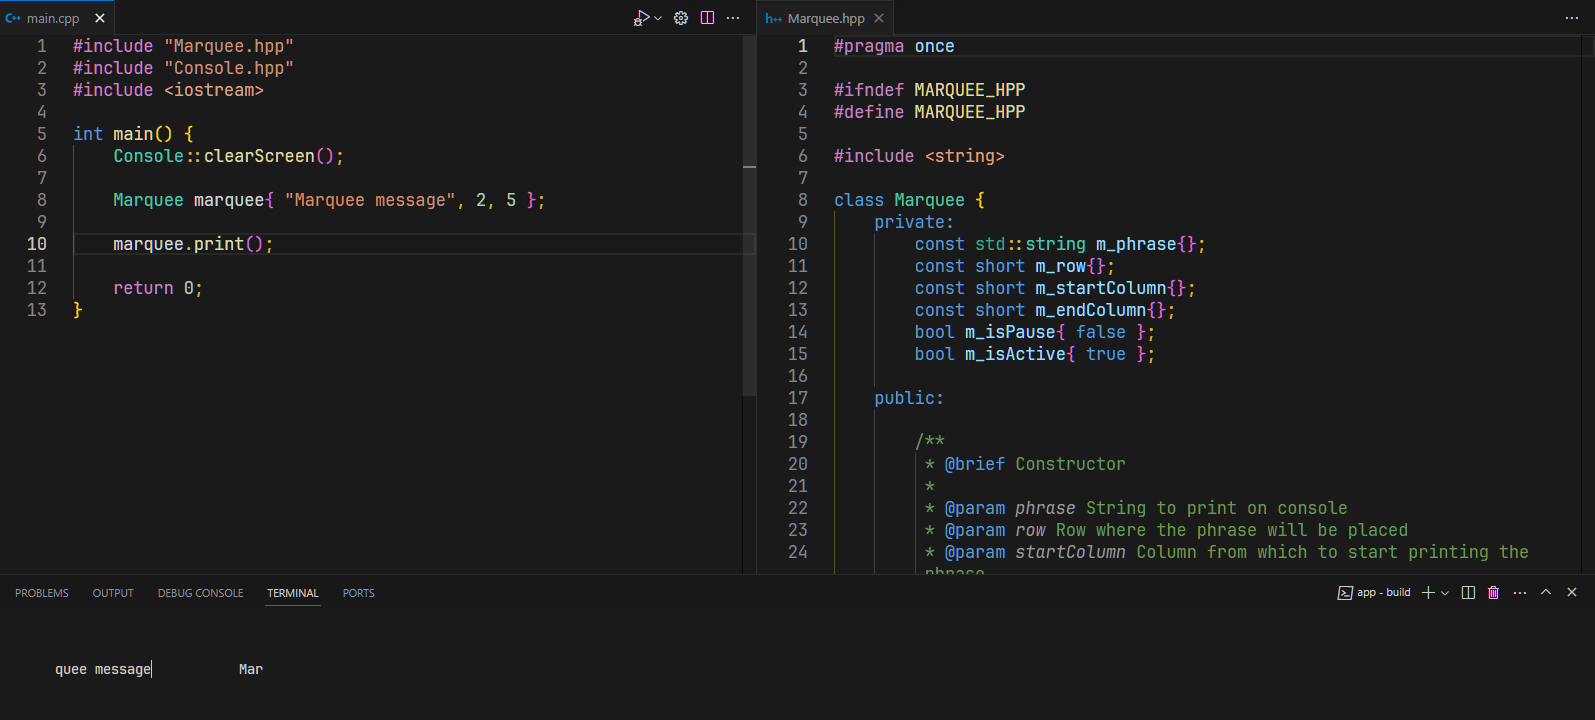 C++ main.cpp
#include "Marquee.hpp"
#include "Console.hpp"
#include <iostream>
int main() {
Console::clearScreen();
Marquee marquee{ "Marquee message", 2, 5 };
marquee.print();
return 0;
}
1
2
3
4
5
6
7
8
9
10
11
12
13
h++ Marquee.hpp
#pragma once
#ifndef MARQUEE_HPP
#define MARQUEE_HPP
#include <string>
class Marquee {
private:
const std::string m_phrase{};
const short m_row{};
const short m_startColumn{};
const short m_endColumn{};
bool m_isPause{ false };
bool m_isActive{ true };
public:
/**
* @brief Constructor
*
* @param phrase String to print on console
* @param row Row where the phrase will be placed
* @param startColumn Column from which to start printing the
phrase
1
2
3
4
5
6
7
8
9
10
11
12
13
14
15
16
17
18
19
20
21
22
23
24
PROBLEMS OUTPUT DEBUG CONSOLE TERMINAL PORTS
app - build
quee message Mar